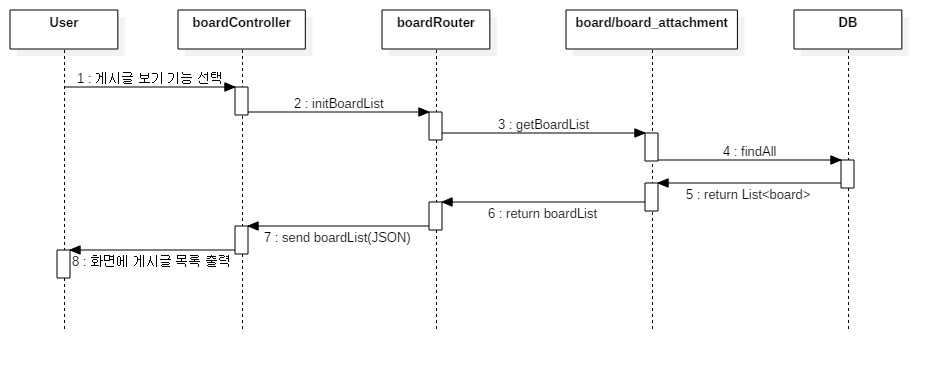 User
boardController
boardRouter
board/board_attachment
DB
1 : 게시글 보기 기능 선택
2 : initBoardList
3 : getBoardList
4 : findAll
5 : return List<board>
6 : return boardList
7 : send boardList(JSON)
8 : 화면에 게시글 목록 출력